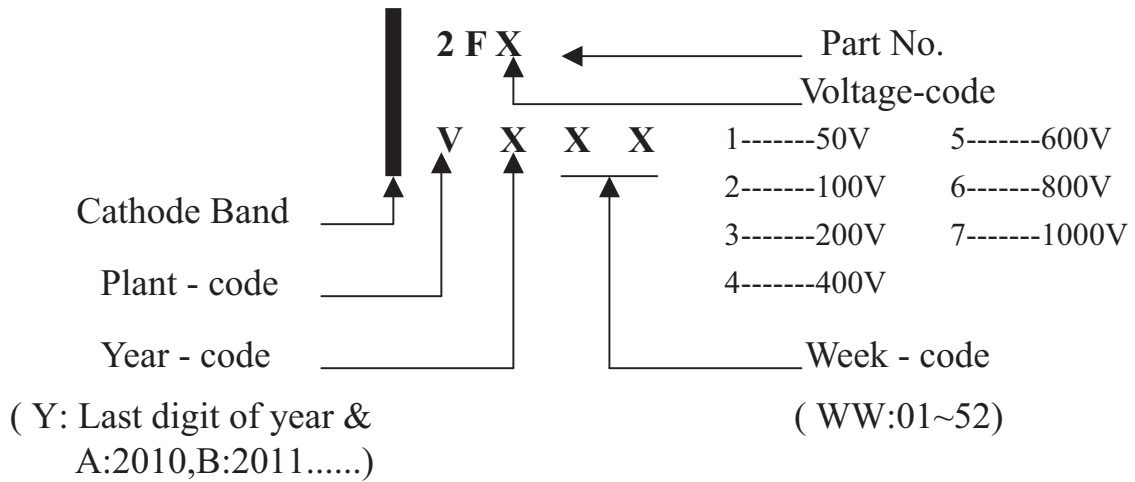 2 F X Part No.
Voltage-code
V X X X
1-------50V 5-------600V
2-------100V 6-------800V
Cathode Band
3-------200V 7-------1000V
Plant - code
4-------400V
Year - code Week - code
( Y: Last digit of year & ( WW:01~52)
A:2010,B:2011......)